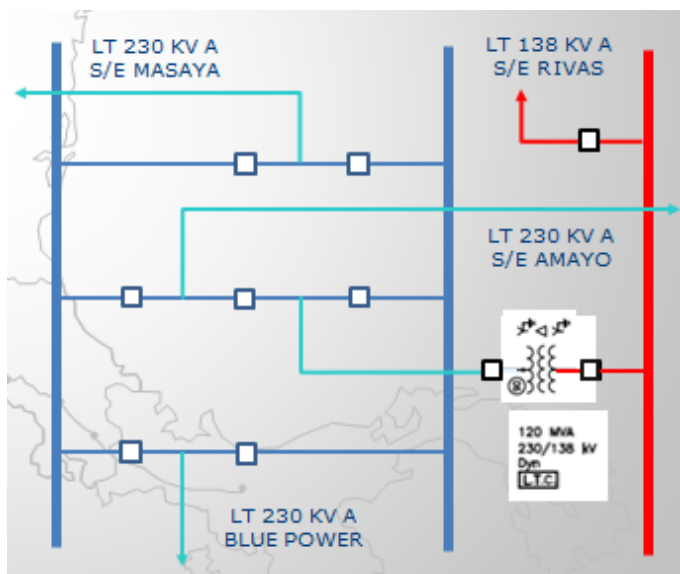 LT 230 KV A
S/E MASAYA
LT 138 KV A
S/E RIVAS
LT 230 KV A
S/E AMAYO
120 MVA
230/138 kV
Dyn
L.T.C
LT 230 KV A
BLUE POWER